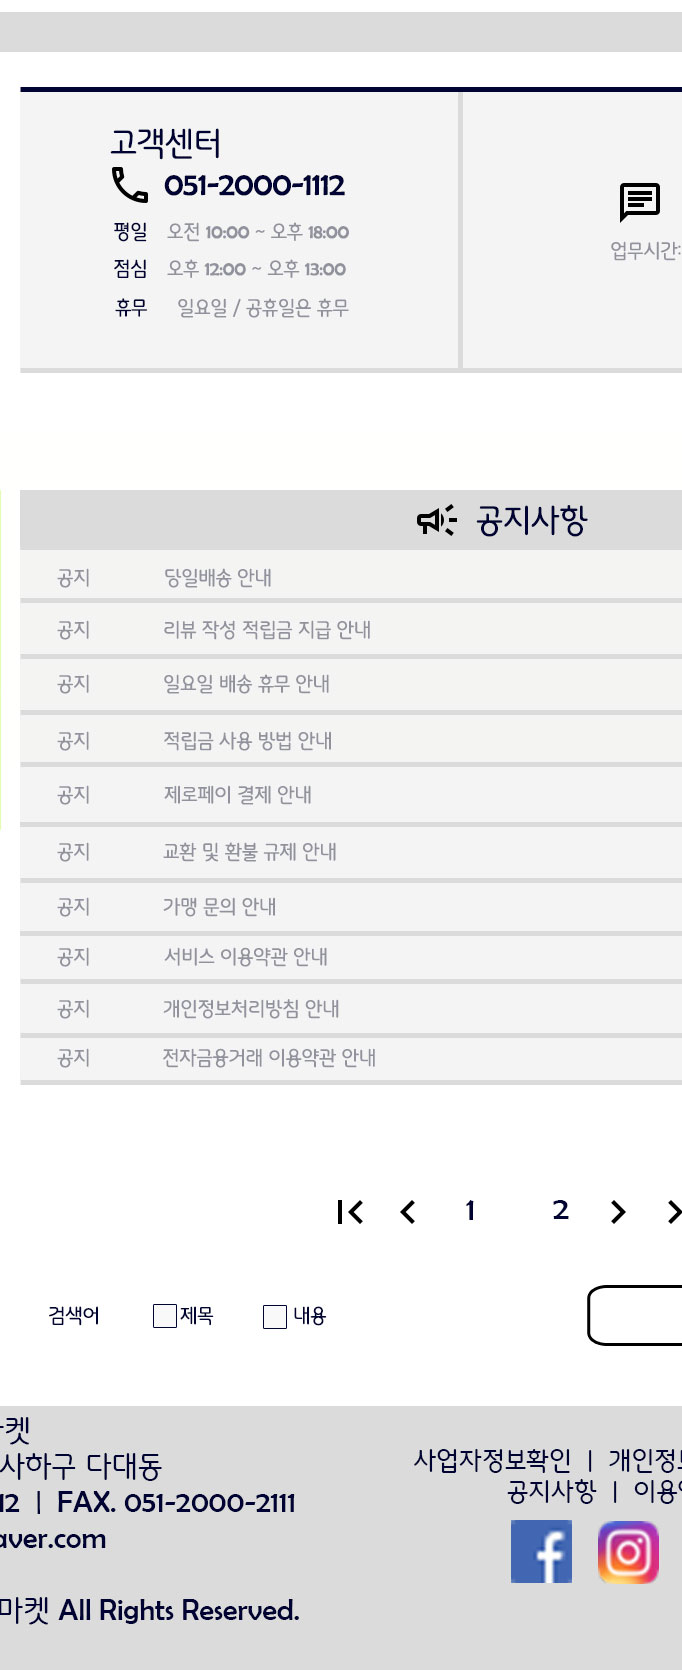 고객센터
051-2000-1112
평일 오전 10:00 ~ 오후 18:00
점심 오후 12:00 ~ 오후 13:00
휴무 일요일 / 공휴일은 휴무
업무시간:
공지사항
공지 당일배송 안내
공지 리뷰 작성 적립금 지급 안내
공지 일요일 배송 휴무 안내
공지 적립금 사용 방법 안내
공지 제로페이 결제 안내
공지 교환 및 환불 규제 안내
공지 가맹 문의 안내
공지 서비스 이용약관 안내
공지 개인정보처리방침 안내
공지 전자금융거래 이용약관 안내
1 2
검색어 제목 내용
켓
사하구 다대동
12 | FAX. 051-2000-2111
aver.com
마켓 All Rights Reserved.
사업자정보확인 | 개인정보
공지사항 | 이용약